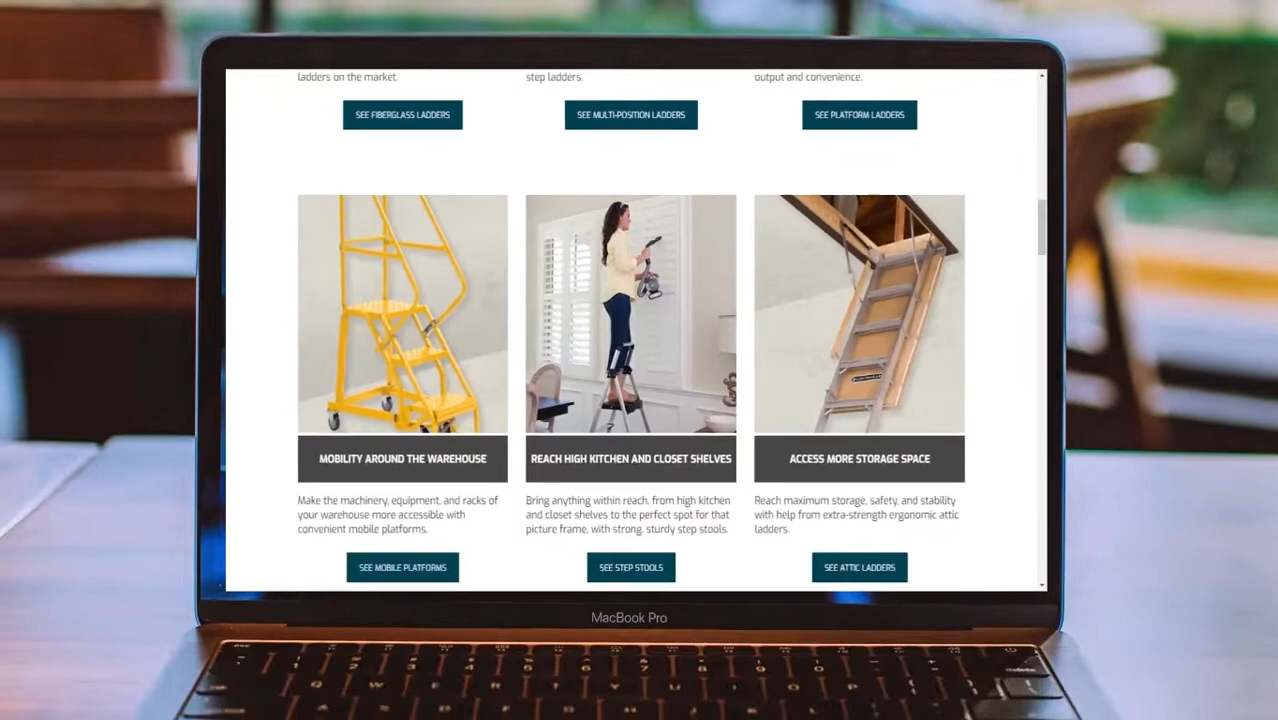 ladders on the market.
step ladders.
output and convenience.
SEE FIBERGLASS LADDERS
SEE MULTI-POSITION LADDERS
SEE PLATFORM LADDERS
MOBILITY AROUND THE WAREHOUSE
REACH HIGH KITCHEN AND CLOSET SHELVES
ACCESS MORE STORAGE SPACE
Make the machinery, equipment, and racks of
your warehouse more accessible with
convenient mobile platforms.
Bring anything within reach, from high kitchen
and closet shelves to the perfect spot for that
picture frame, with strong, sturdy step stools.
Reach maximum storage, safety, and stability
with help from extra-strength ergonomic attic
ladders.
SEE MOBILE PLATFORMS
SEE STEP STOOLS
SEE ATTIC LADDERS
MacBook Pro